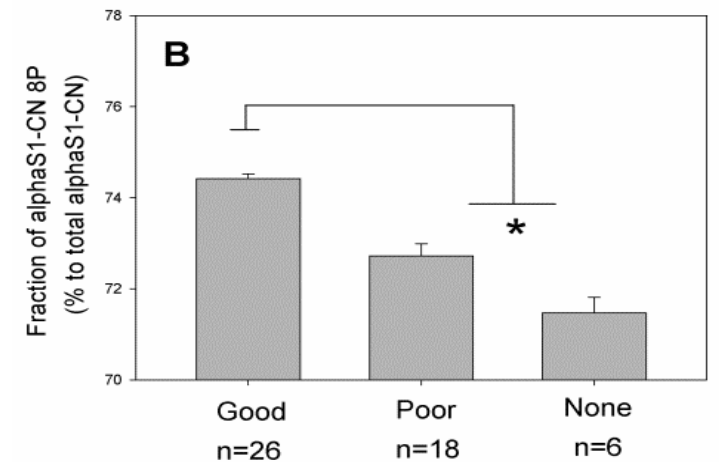 Fraction of alphaS1-CN 8P
(% to total alphaS1-CN)
78
76
74
72
70
B
*
Good
Poor
None
n=26
n=18
n=6